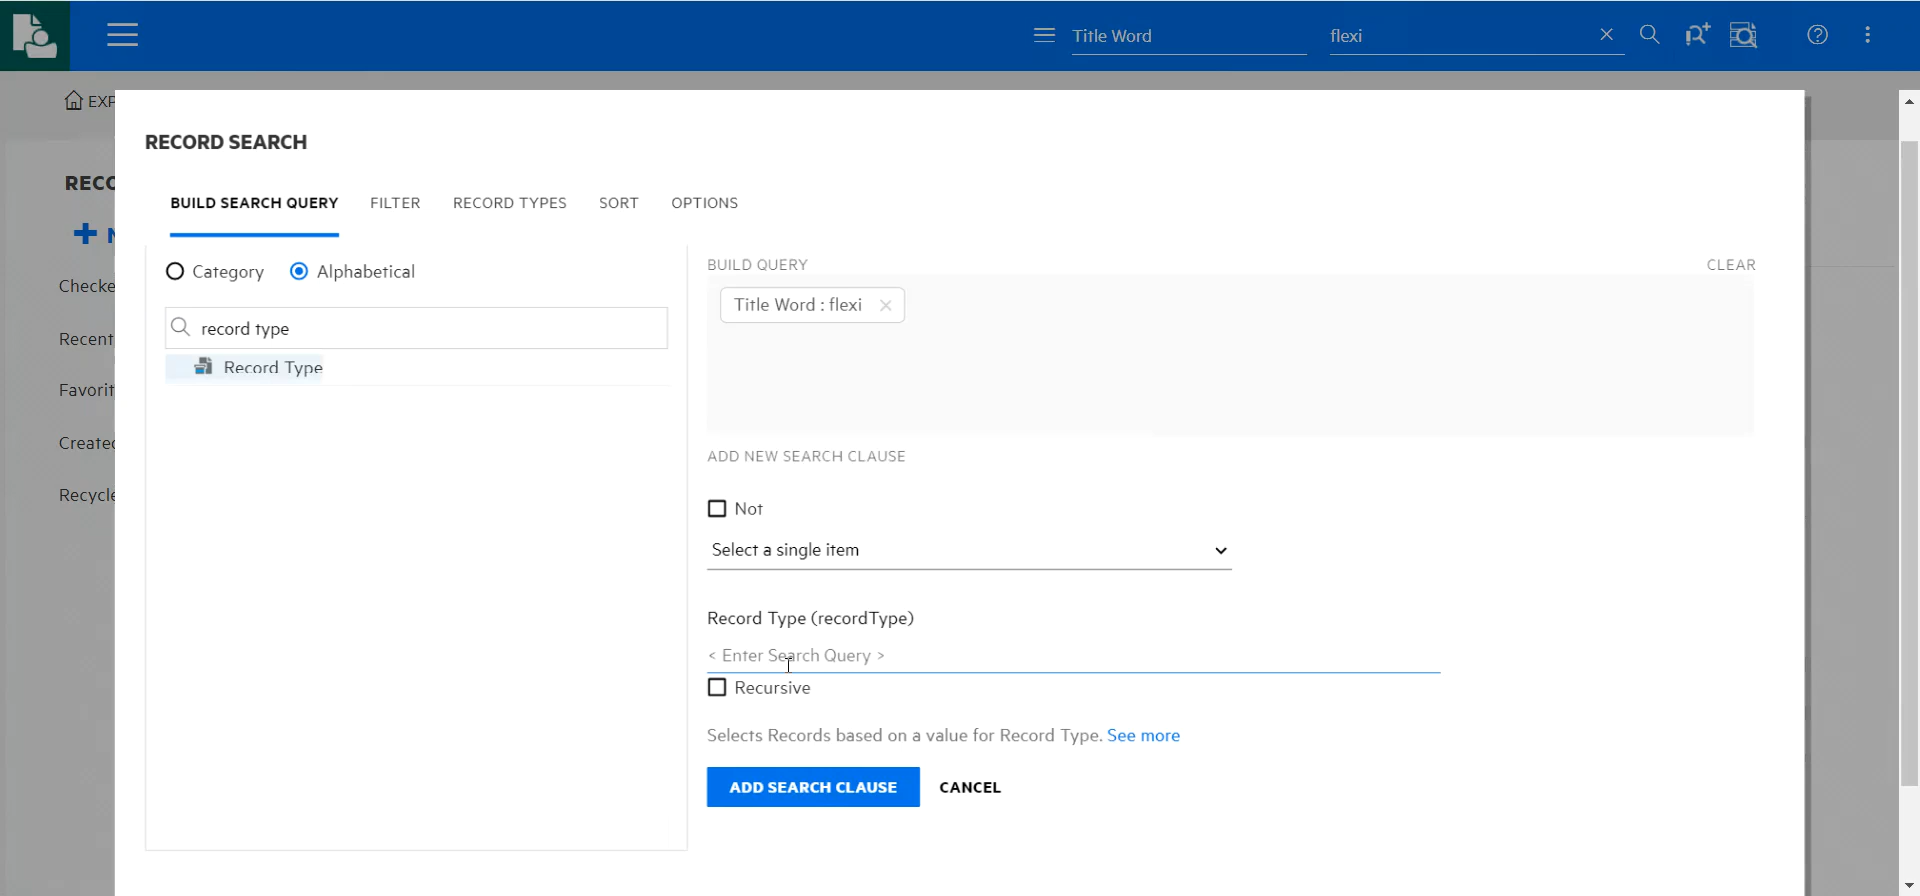 Title Word
flexi
EXP
RECORD SEARCH
RECO
BUILD SEARCH QUERY
FILTER
RECORD TYPES
SORT
OPTIONS
N
Category
Alphabetical
BUILD QUERY
CLEAR
Checke
Title Word : flexi
record type
Recent
Record Type
Favorit
Created
ADD NEW SEARCH CLAUSE
Recycle
Not
Select a single item
Record Type (recordType)
< Enter Search Query >
Recursive
Selects Records based on a value for Record Type. See more
ADD SEARCH CLAUSE
CANCEL